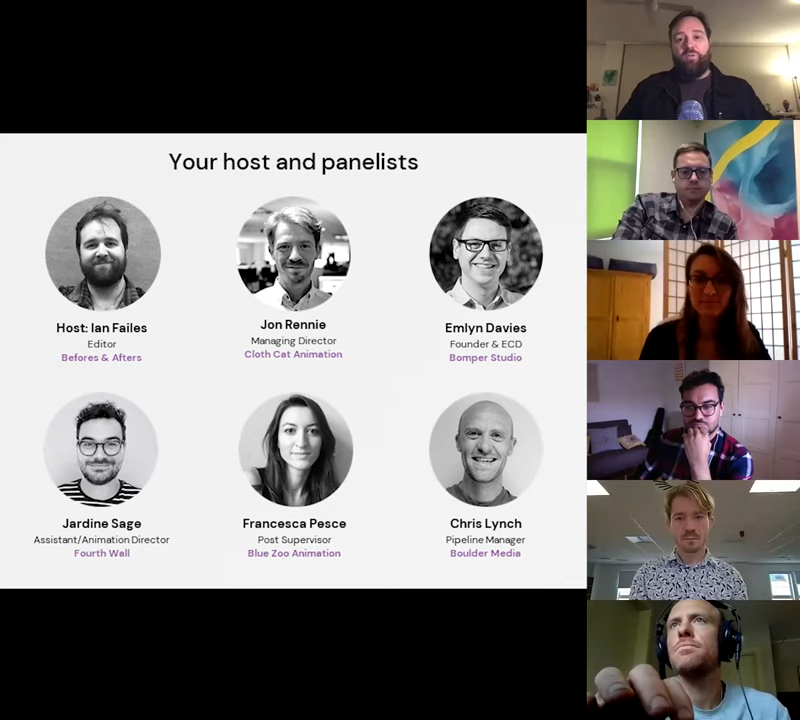 Your host and panelists
Host: Ian Failes
Editor
Befores & Afters
Jon Rennie
Managing Director
Cloth Cat Animation
Emlyn Davies
Founder & ECD
Bomper Studio
Jardine Sage
Assistant/Animation Director
Fourth Wall
Francesca Pesce
Post Supervisor
Blue Zoo Animation
Chris Lynch
Pipeline Manager
Boulder Media